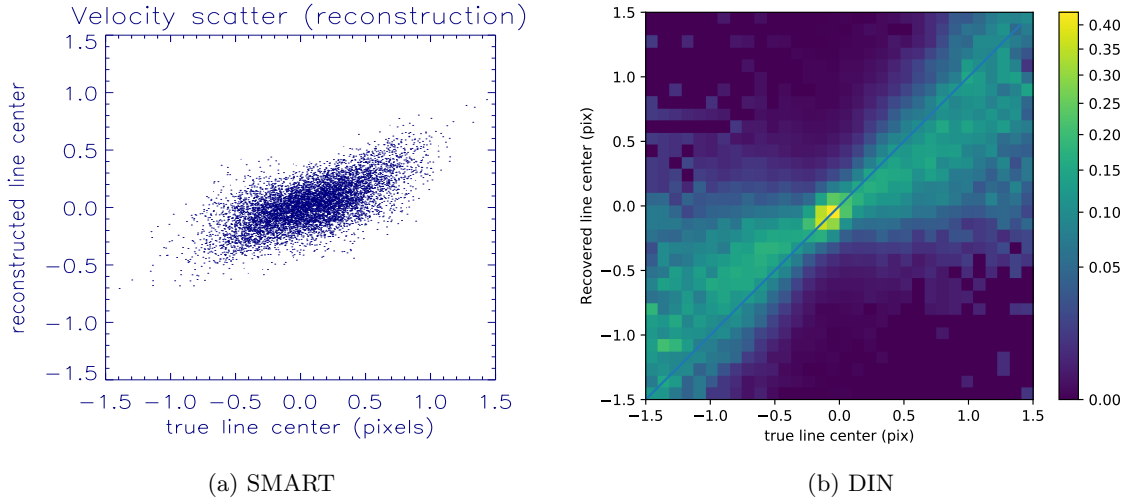 Velocity scatter (reconstruction)
1.5
1.0
0.5
0.0
−0.5
−1.0
−1.5
reconstructed line center
−1.5 −1.0 −0.5 0.0 0.5 1.0 1.5
true line center (pixels)
(a) SMART
1.5
1.0
0.5
0.0
−0.5
−1.0
−1.5
Recovered line center (pix)
−1.5 −1.0 −0.5 0.0 0.5 1.0 1.5
true line center (pix)
0.40
0.35
0.30
0.25
0.20
0.15
0.10
0.05
0.00
(b) DIN